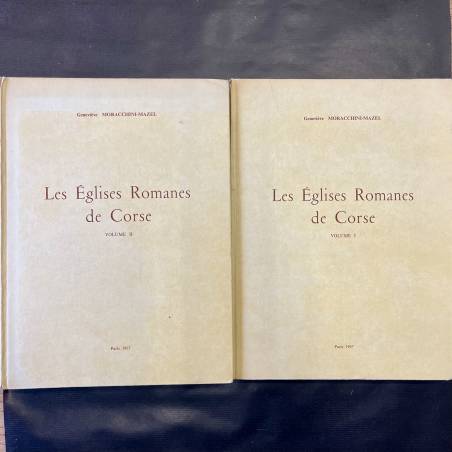 Geneviève MORACCHINI-MAZEL
Les Églises Romanes
de Corse
VOLUME II
Paris 1967
Geneviève MORACCHINI-MAZEL
Les Églises Romanes
de Corse
VOLUME I
Paris 1967